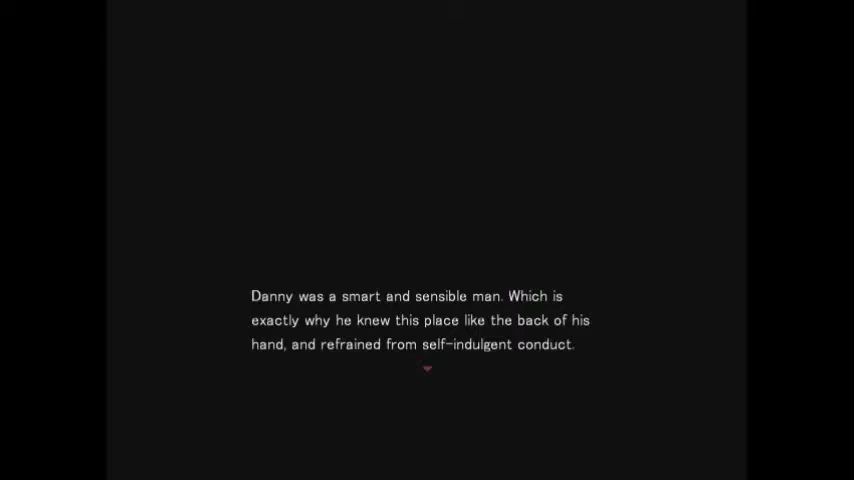 Danny was a smart and sensible man. Which is
exactly why he knew this place like the back of his
hand, and refrained from self-indulgent conduct.